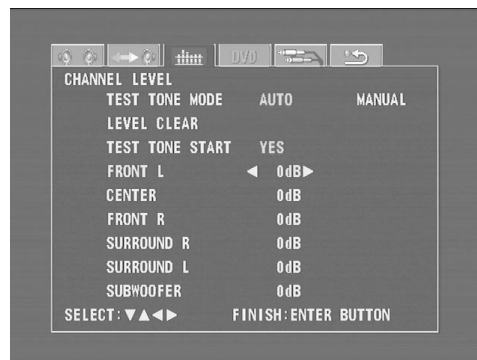 DVD
CHANNEL LEVEL
TEST TONE MODE AUTO MANUAL
LEVEL CLEAR
TEST TONE START YES
FRONT L ◀ 0dB▶
CENTER 0dB
FRONT R 0dB
SURROUND R 0dB
SURROUND L 0dB
SUBWOOFER 0dB
SELECT:▼▲◀▶ FINISH:ENTER BUTTON